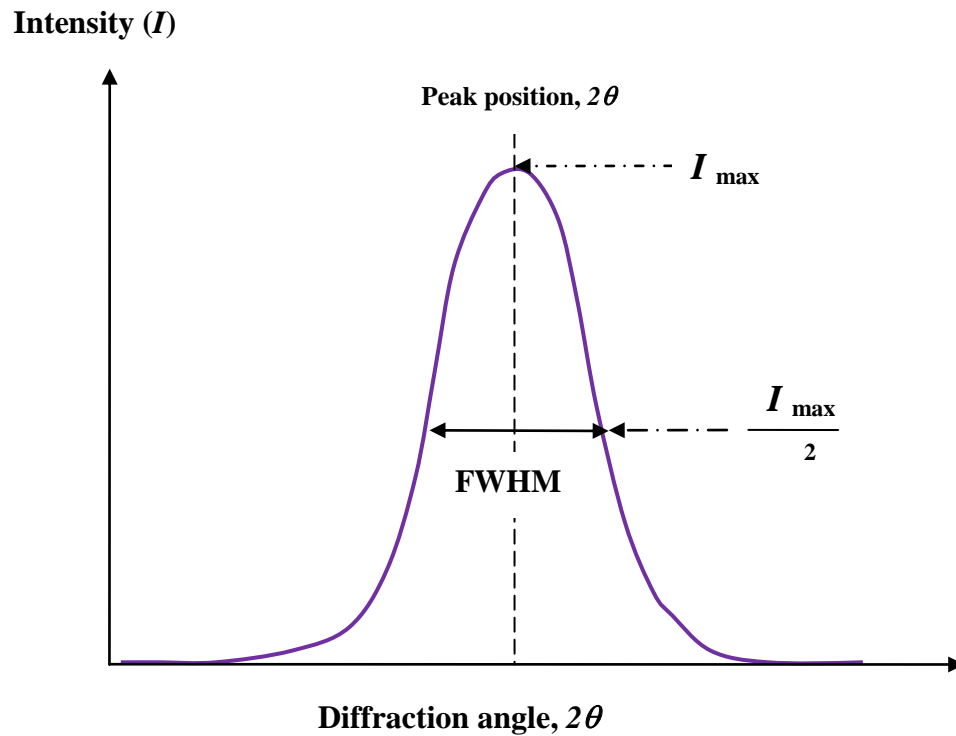 Intensity (I)
Peak position, 2θ
I max
I max
2
FWHM
Diffraction angle, 2θ